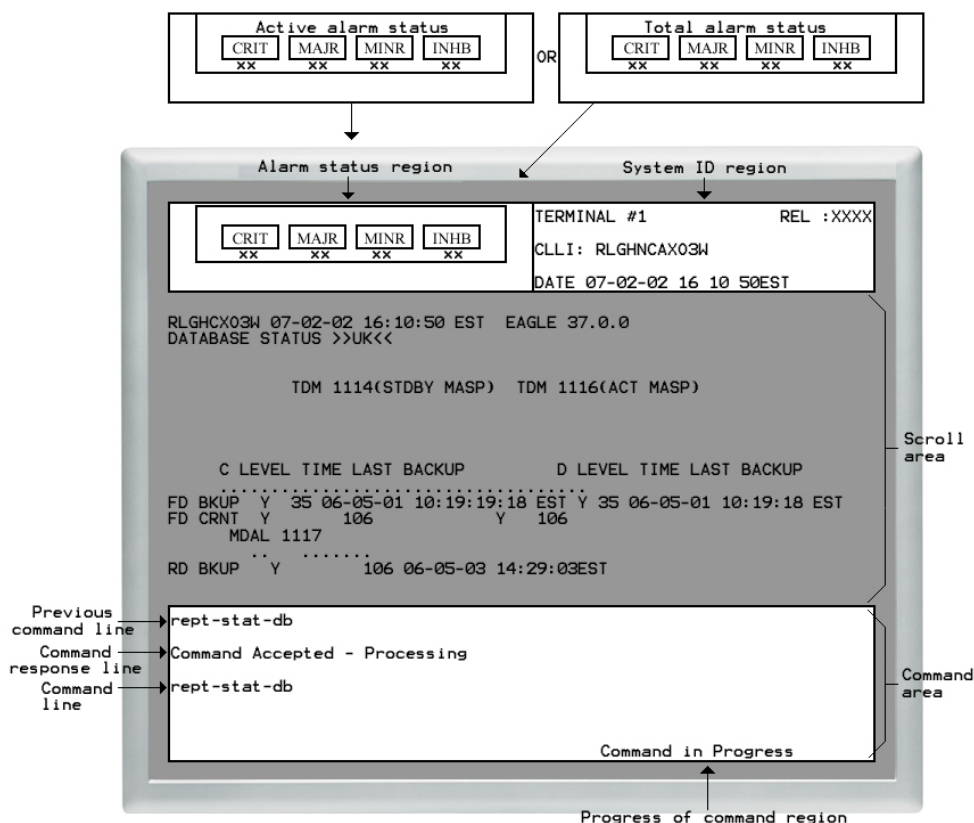 Active alarm status
CRIT MAJR MINR INHB
xx xx xx xx
OR
Total alarm status
CRIT MAJR MINR INHB
xx xx xx xx
Alarm status region
System ID region
CRIT MAJR MINR INHB
xx xx xx xx
TERMINAL #1 REL :XXXX
CLLI: RLGHNCAXO3W
DATE 07-02-02 16 10 50EST
RLGHCXO3W 07-02-02 16:10:50 EST EAGLE 37.0.0
DATABASE STATUS >>UK<<
TDM 1114(STDBY MASP) TDM 1116(ACT MASP)
C LEVEL TIME LAST BACKUP D LEVEL TIME LAST BACKUP
......................................
FD BKUP Y 35 06-05-01 10:19:19:18 EST Y 35 06-05-01 10:19:18 EST
FD CRNT Y 106 Y 106
MDAL 1117
.. .......
RD BKUP Y 106 06-05-03 14:29:03EST
Scroll
area
Previous
command line
rept-stat-db
Command
response line
Command Accepted - Processing
Command
line
rept-stat-db
Command
area
Command in Progress
Progress of command region